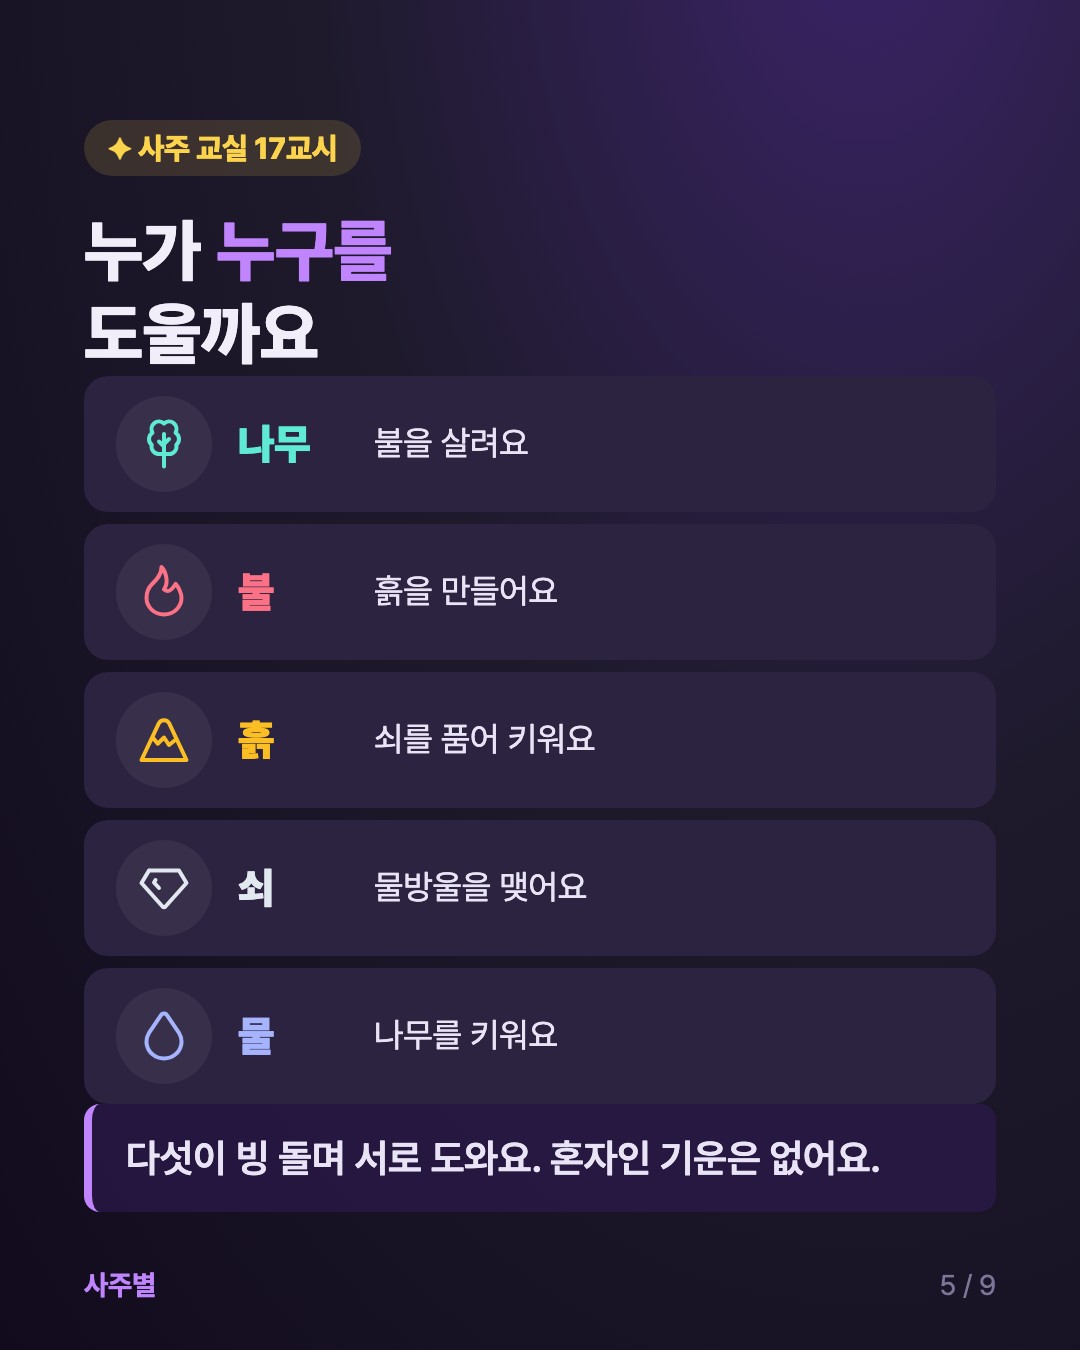 ✦ 사주 교실 17교시
누가 누구를
도울까요
나무 불을 살려요
불 흙을 만들어요
흙 쇠를 품어 키워요
쇠 물방울을 맺어요
물 나무를 키워요
다섯이 빙 돌며 서로 도와요. 혼자인 기운은 없어요.
사주별 5 / 9